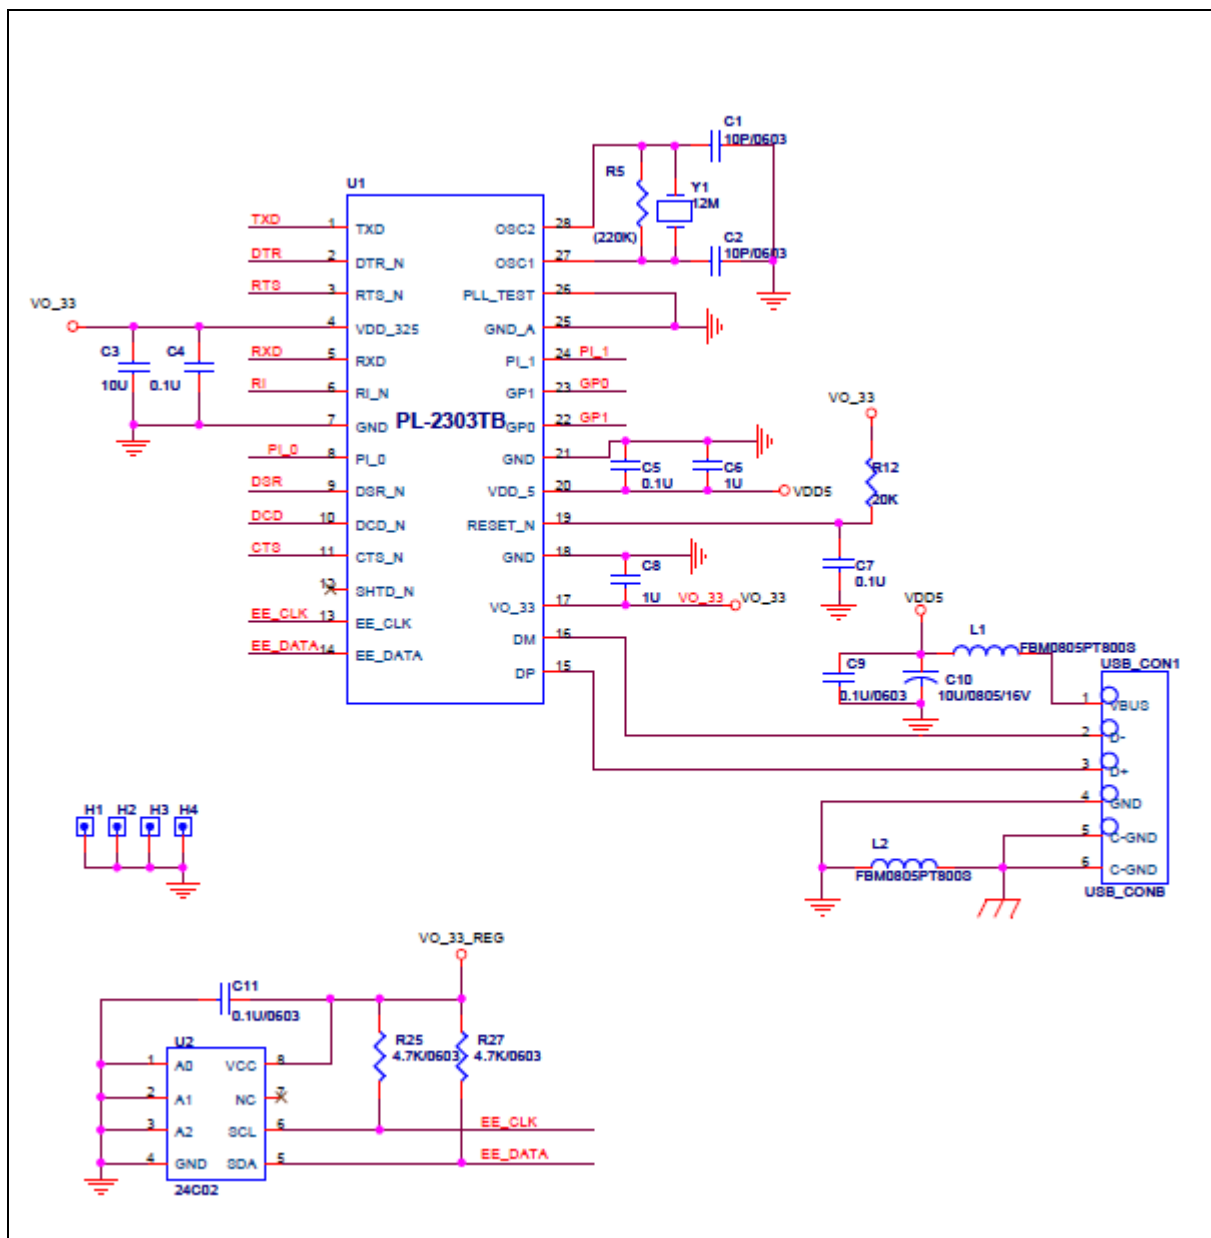 C1
10P/0603
R5
Y1
12M
(220K)
C2
10P/0603
U1
TXD 1 TXD OSC2 28
DTR 2 DTR_N OSC1 27
RTS 3 RTS_N PLL_TEST 26
VO_33
4 VDD_325 GND_A 25
C3 C4
10U 0.1U
RXD 5 RXD PI_1 24 PI_1
RI 6 RI_N GP1 23 GP0
7 GND PL-2303TB GP0 22 GP1
PI_0 8 PI_0 GND 21
DSR 9 DSR_N VDD_5 20
DCD 10 DCD_N RESET_N 19
CTS 11 CTS_N GND 18
12 SHTD_N VO_33 17
EE_CLK 13 EE_CLK DM 16
EE_DATA 14 EE_DATA DP 15
C5
0.1U
C6
1U
VDD5
VO_33
R12
20K
C7
0.1U
C8
1U
VO_33 VO_33
VDD5
L1
FBM0805PT800S
C9
0.1U/0603
C10
10U/0805/16V
USB_CON1
1 VBUS
2 D-
3 D+
4 GND
5 C-GND
6 C-GND
USB_CONB
L2
FBM0805PT800S
H1 H2 H3 H4
VO_33_REG
C11
0.1U/0603
R25
4.7K/0603
R27
4.7K/0603
U2
1 A0 VCC 8
2 A1 NC 7
3 A2 SCL 6 EE_CLK
4 GND SDA 5 EE_DATA
24C02